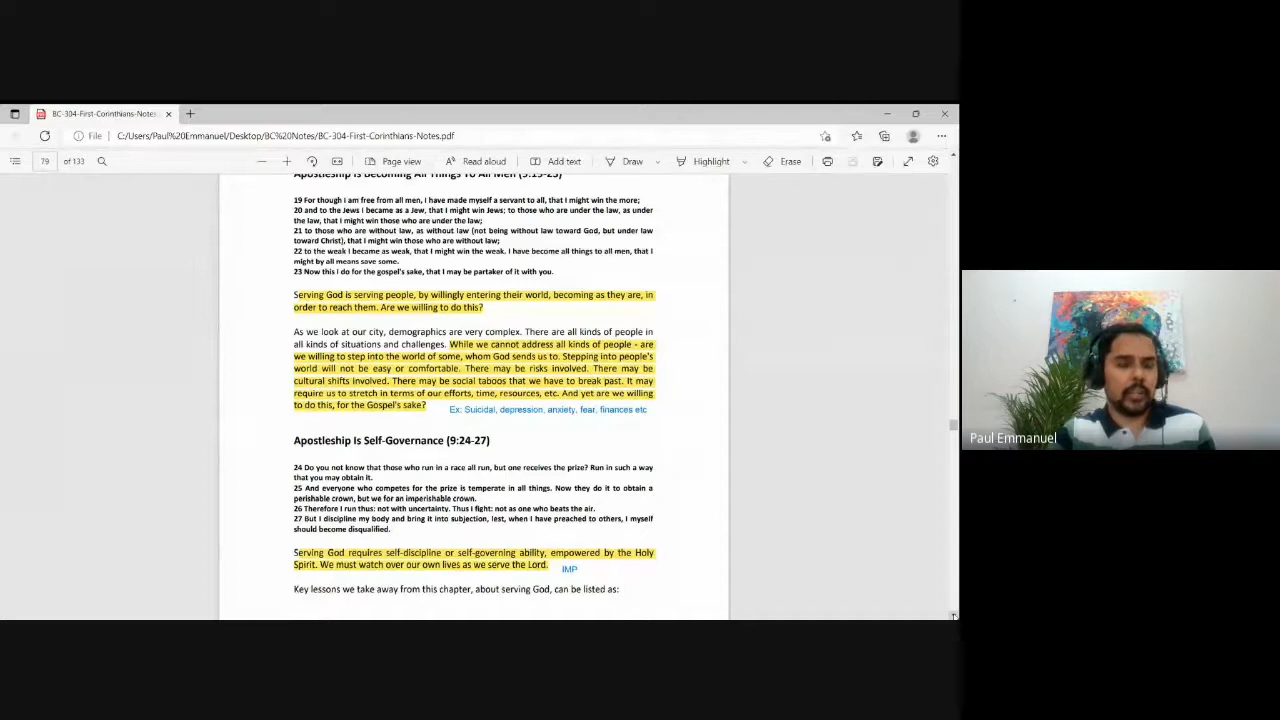 BC-304-First-Corinthians-Notes
File C:/Users/Paul%20Emmanuel/Desktop/BC%20Notes/BC-304-First-Corinthians-Notes.pdf
79 of 133 Page view Read aloud Add text Draw Highlight Erase
Apostleship Is Becoming All Things To All Men
19 For though I am free from all men, I have made myself a servant to all, that I might win the more;
20 and to the Jews I became as a Jew, that I might win Jews; to those who are under the law, as under
the law, that I might win those who are under the law;
21 to those who are without law, as without law (not being without law toward God, but under law
toward Christ), that I might win those who are without law;
22 to the weak I became as weak, that I might win the weak. I have become all things to all men, that I
might by all means save some.
23 Now this I do for the gospel's sake, that I may be partaker of it with you.
Serving God is serving people, by willingly entering their world, becoming as they are, in
order to reach them. Are we willing to do this?
As we look at our city, demographics are very complex. There are all kinds of people in
all kinds of situations and challenges. While we cannot address all kinds of people - are
we willing to step into the world of some, whom God sends us to. Stepping into people's
world will not be easy or comfortable. There may be risks involved. There may be
cultural shifts involved. There may be social taboos that we have to break past. It may
require us to stretch in terms of our efforts, time, resources, etc. And yet are we willing
to do this, for the Gospel's sake?
Ex: Suicidal, depression, anxiety, fear, finances etc
Apostleship Is Self-Governance (9:24-27)
24 Do you not know that those who run in a race all run, but one receives the prize? Run in such a way
that you may obtain it.
25 And everyone who competes for the prize is temperate in all things. Now they do it to obtain a
perishable crown, but we for an imperishable crown.
26 Therefore I run thus: not with uncertainty. Thus I fight: not as one who beats the air.
27 But I discipline my body and bring it into subjection, lest, when I have preached to others, I myself
should become disqualified.
Serving God requires self-discipline or self-governing ability, empowered by the Holy
Spirit. We must watch over our own lives as we serve the Lord.
IMP
Key lessons we take away from this chapter, about serving God, can be listed as:
Paul Emmanuel